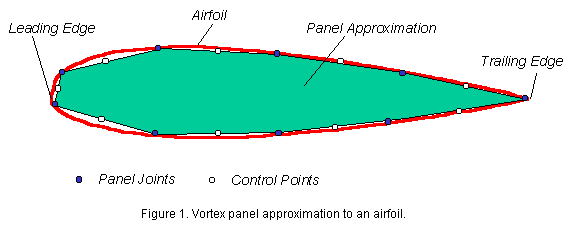 Airfoil
Leading Edge
Panel Approximation
Trailing Edge
Panel Joints
Control Points
Figure 1. Vortex panel approximation to an airfoil.